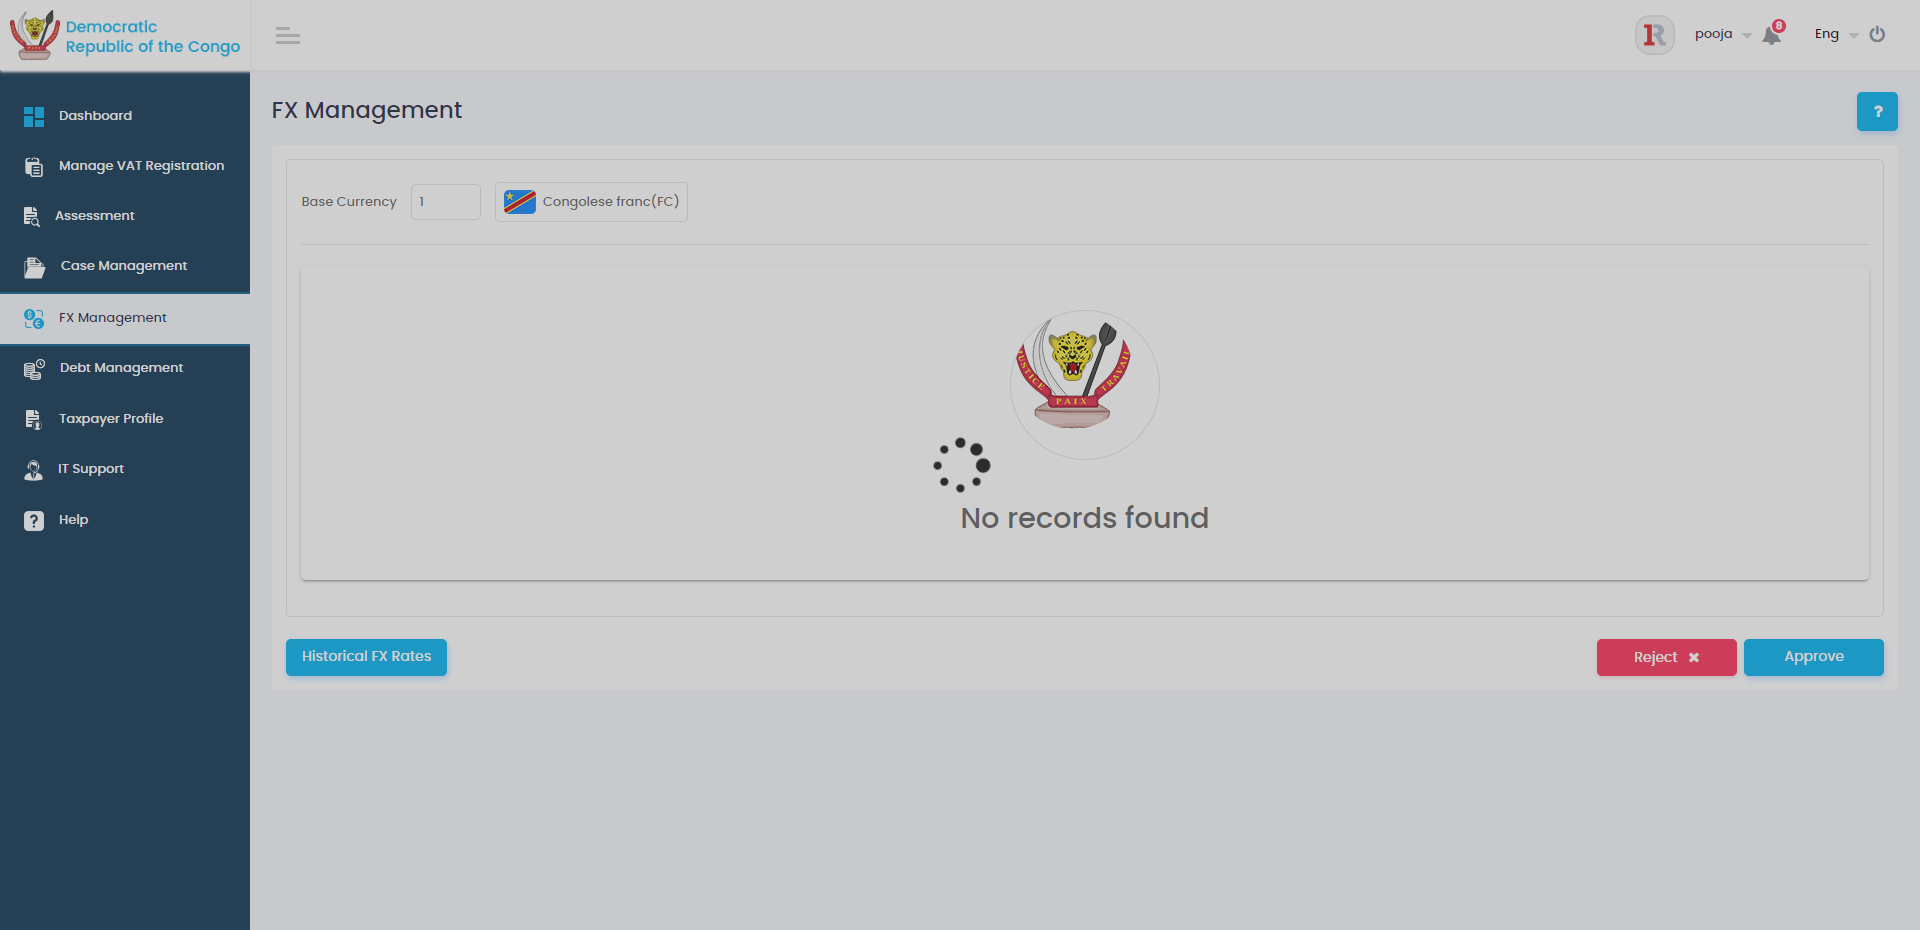 Democratic
Republic of the Congo
pooja
8
Eng
Dashboard
Manage VAT Registration
Assessment
Case Management
FX Management
Debt Management
Taxpayer Profile
IT Support
Help
FX Management
?
Base Currency
1
Congolese franc(FC)
JUSTICE
PAIX
TRAVAIL
No records found
Historical FX Rates
Reject ✖
Approve